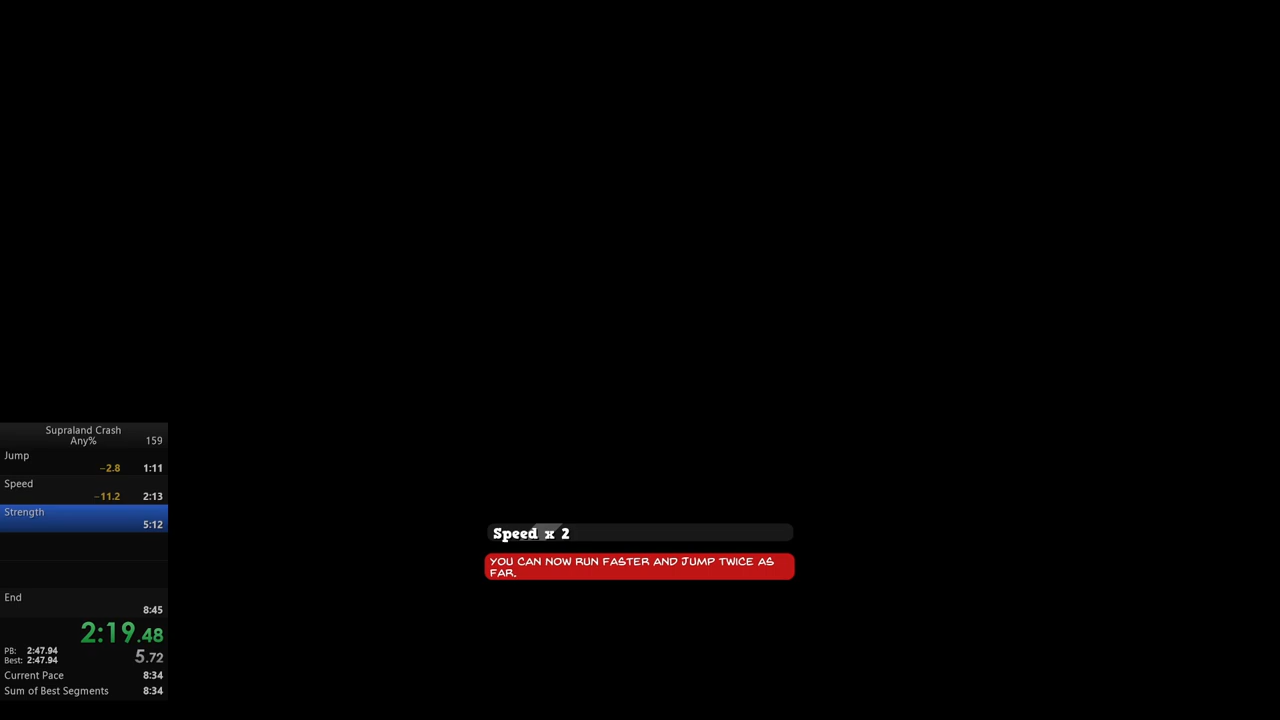 Supraland Crash
Any% 159
Jump
−2.8 1:11
Speed
−11.2 2:13
Strength
5:12
End
8:45
2:19.48
PB: 2:47.94
Best: 2:47.94
5.72
Current Pace 8:34
Sum of Best Segments 8:34
Speed x 2
YOU CAN NOW RUN FASTER AND JUMP TWICE AS
FAR.